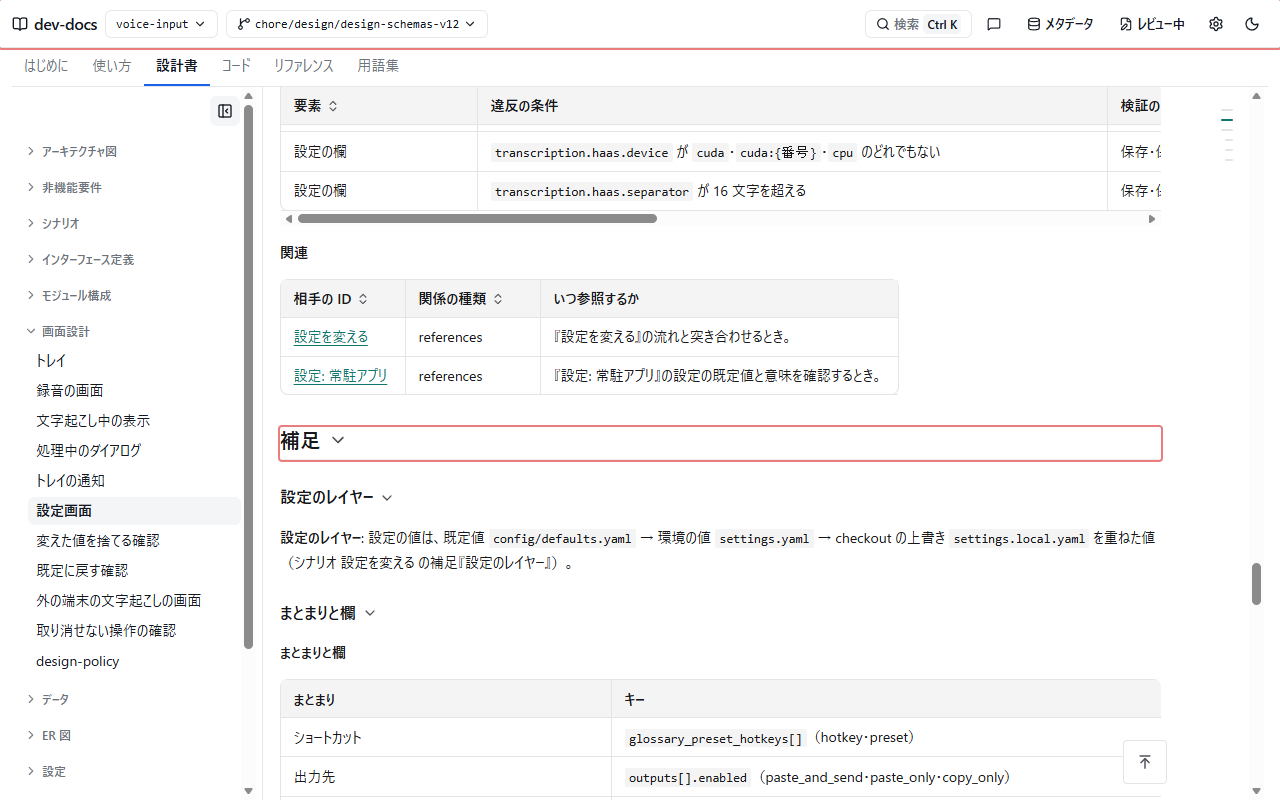 dev-docs voice-input chore/design/design-schemas-v12 検索 Ctrl K メタデータ レビュー中
はじめに 使い方 設計書 コード リファレンス 用語集
アーキテクチャ図
非機能要件
シナリオ
インターフェース定義
モジュール構成
画面設計
トレイ
録音の画面
文字起こし中の表示
処理中のダイアログ
トレイの通知
設定画面
変えた値を捨てる確認
既定に戻す確認
外の端末の文字起こしの画面
取り消せない操作の確認
design-policy
データ
ER 図
設定
要素 違反の条件 検証の
設定の欄 transcription.haas.device が cuda・cuda:{番号}・cpu のどれでもない 保存・
設定の欄 transcription.haas.separator が 16 文字を超える 保存・
関連
相手の ID 関係の種類 いつ参照するか
設定を変える references 『設定を変える』の流れと突き合わせるとき。
設定: 常駐アプリ references 『設定: 常駐アプリ』の設定の既定値と意味を確認するとき。
補足
設定のレイヤー
設定のレイヤー: 設定の値は、既定値 config/defaults.yaml → 環境の値 settings.yaml → checkout の上書き settings.local.yaml を重ねた値
（シナリオ 設定を変える の補足『設定のレイヤー』）。
まとまりと欄
まとまりと欄
まとまり キー
ショートカット glossary_preset_hotkeys[]（hotkey・preset）
出力先 outputs[].enabled（paste_and_send・paste_only・copy_only）